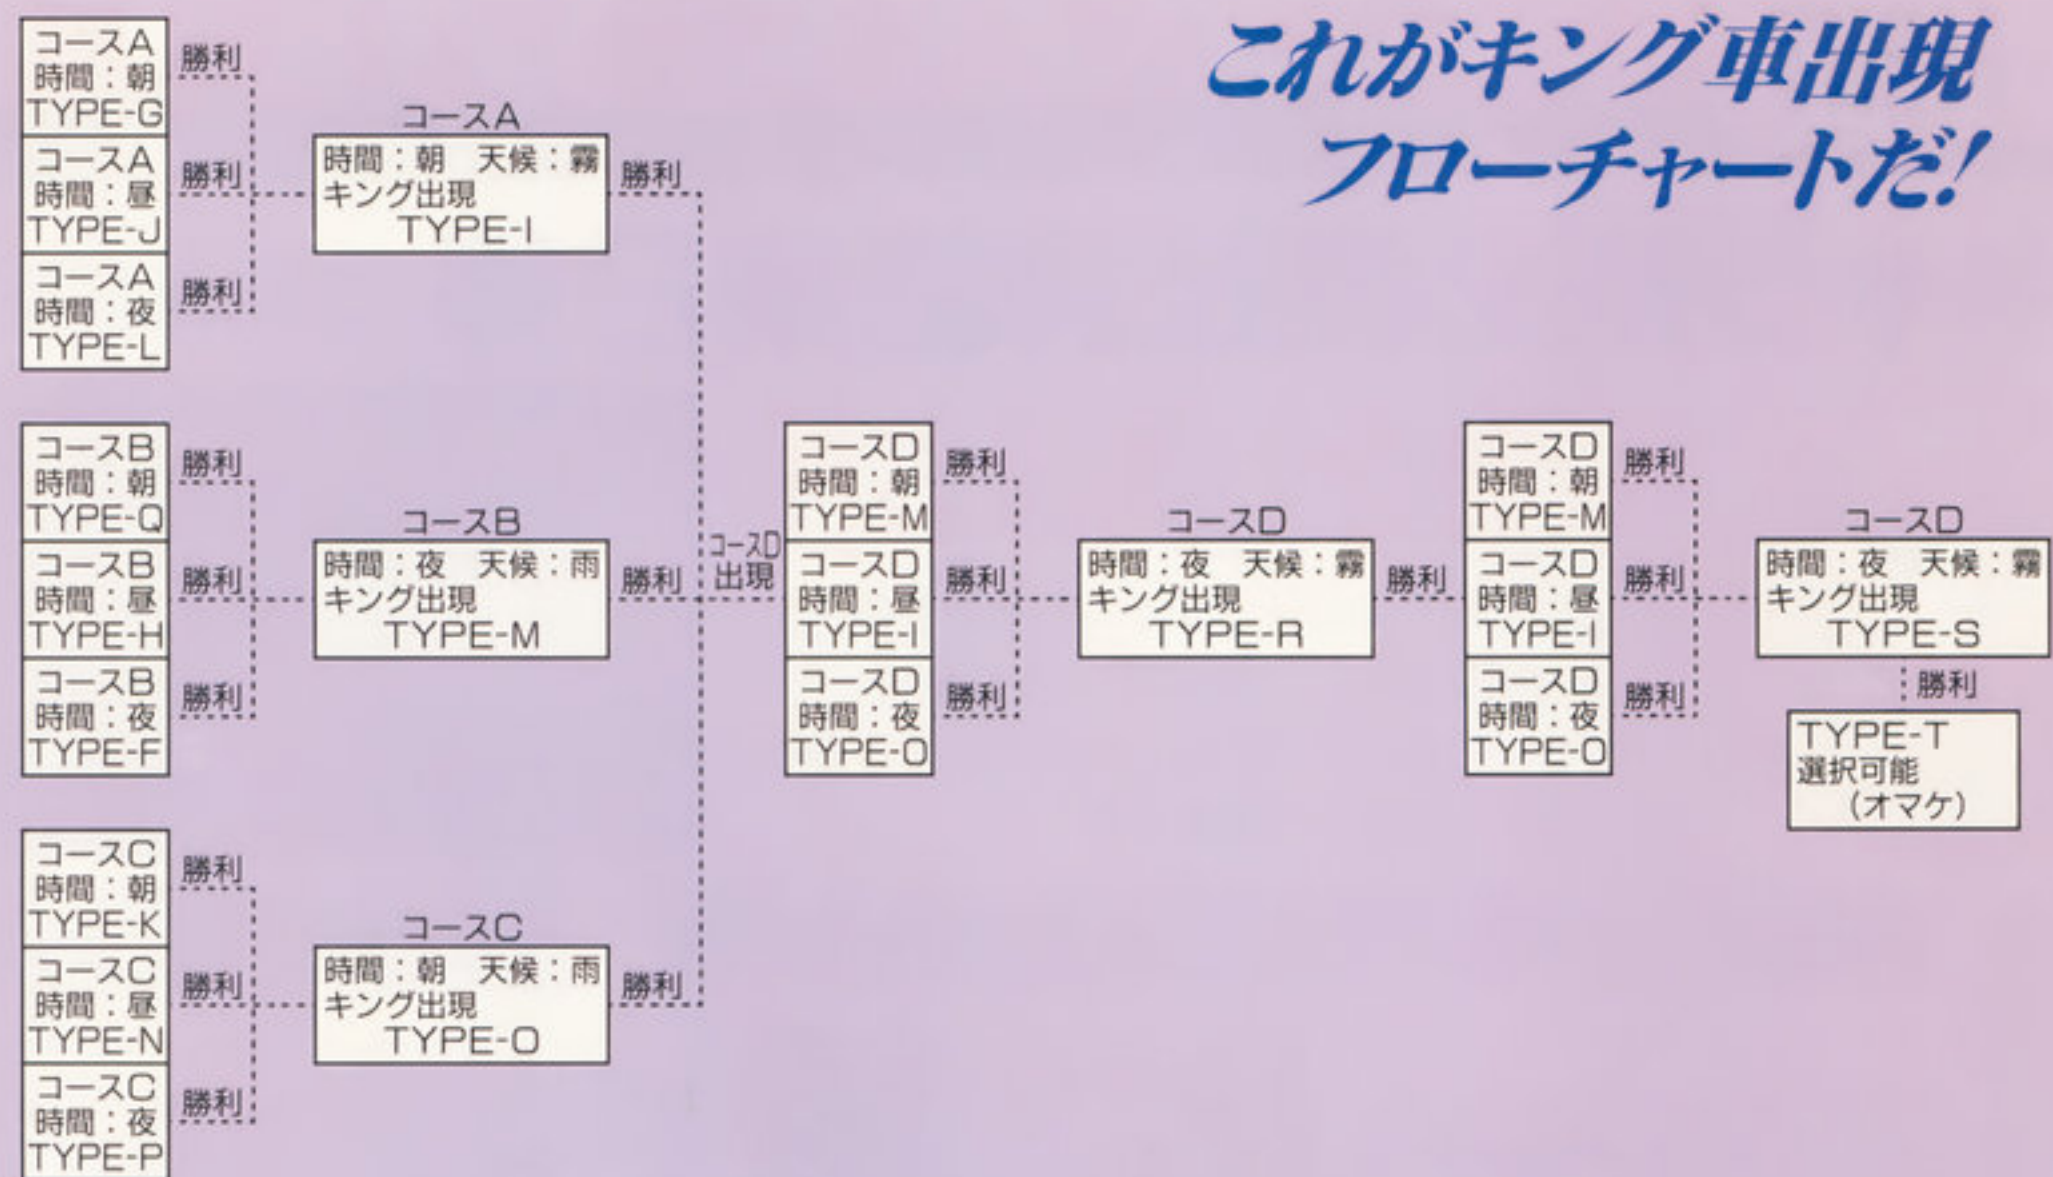 これがキング車出現
フローチャートだ!
コースA
時間：朝
TYPE-G
勝利
コースA
時間：昼
TYPE-J
勝利
コースA
時間：夜
TYPE-L
勝利
コースA
時間：朝　天候：霧
キング出現
TYPE-I
勝利
コースB
時間：朝
TYPE-Q
勝利
コースB
時間：昼
TYPE-H
勝利
コースB
時間：夜
TYPE-F
勝利
コースB
時間：夜　天候：雨
キング出現
TYPE-M
勝利
コースC
時間：朝
TYPE-K
勝利
コースC
時間：昼
TYPE-N
勝利
コースC
時間：夜
TYPE-P
勝利
コースC
時間：朝　天候：雨
キング出現
TYPE-O
勝利
コースD
出現
コースD
時間：朝
TYPE-M
勝利
コースD
時間：昼
TYPE-I
勝利
コースD
時間：夜
TYPE-O
勝利
コースD
時間：夜　天候：霧
キング出現
TYPE-R
勝利
コースD
時間：朝
TYPE-M
勝利
コースD
時間：昼
TYPE-I
勝利
コースD
時間：夜
TYPE-O
勝利
コースD
時間：夜　天候：霧
キング出現
TYPE-S
勝利
TYPE-T
選択可能
（オマケ）